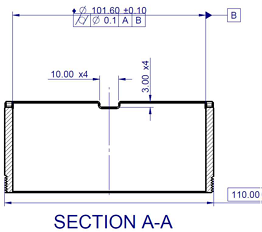 ♦ ⌀ 101.60 ±0.10
⌭ ⌀ 0.1 A B
B
10.00 x4
3.00 x4
110.00
SECTION A-A